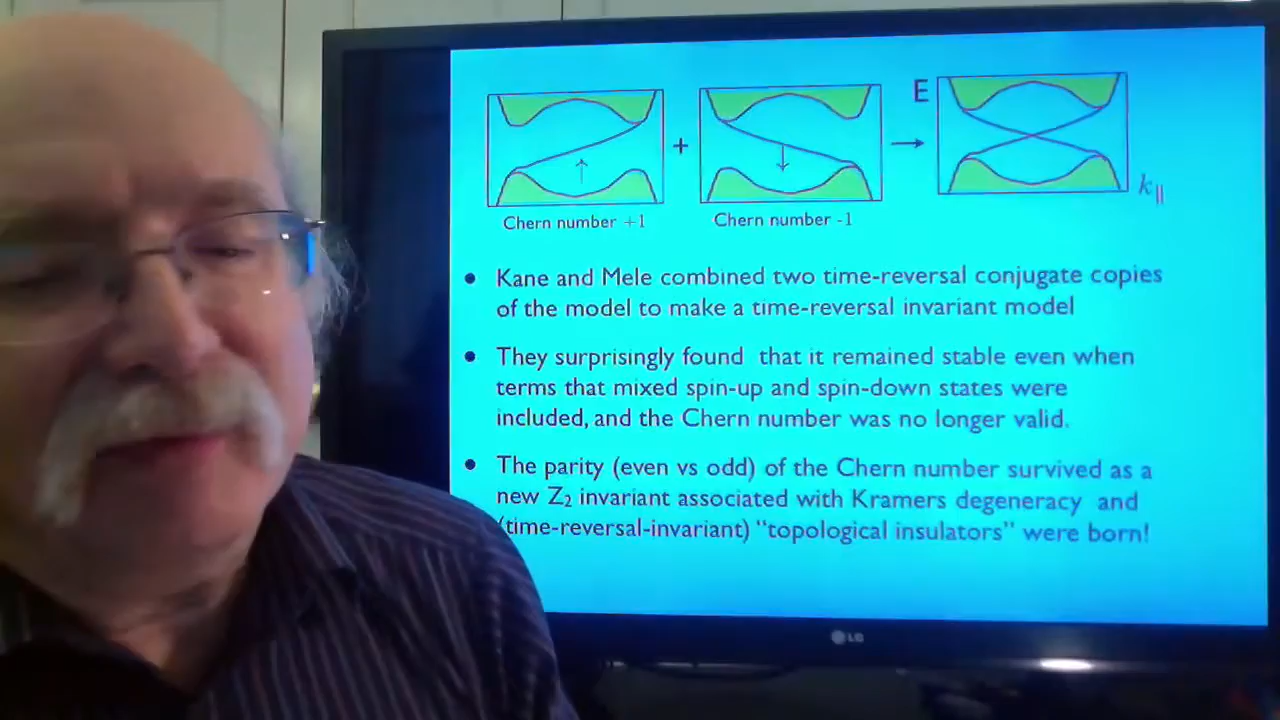 E
↑
+
↓
→
k∥
Chern number +1
Chern number -1
• Kane and Mele combined two time-reversal conjugate copies
of the model to make a time-reversal invariant model
• They surprisingly found that it remained stable even when
terms that mixed spin-up and spin-down states were
included, and the Chern number was no longer valid.
• The parity (even vs odd) of the Chern number survived as a
new Z₂ invariant associated with Kramers degeneracy and
(time-reversal-invariant) “topological insulators” were born!
LG